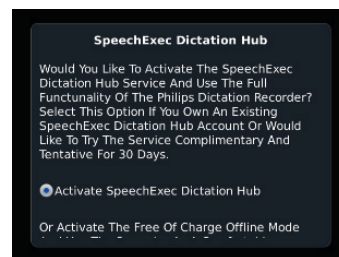 SpeechExec Dictation Hub
Would You Like To Activate The SpeechExec
Dictation Hub Service And Use The Full
Functunality Of The Philips Dictation Recorder?
Select This Option If You Own An Existing
SpeechExec Dictation Hub Account Or Would
Like To Try The Service Complimentary And
Tentative For 30 Days.
Activate SpeechExec Dictation Hub
Or Activate The Free Of Charge Offline Mode